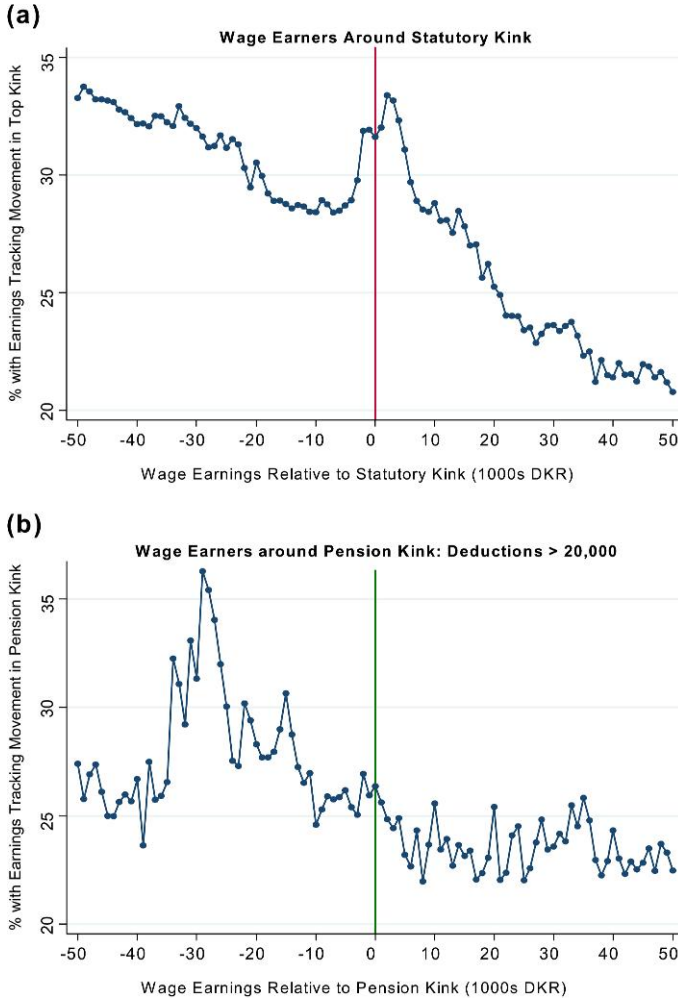 (a)
Wage Earners Around Statutory Kink
% with Earnings Tracking Movement in Top Kink
35
30
25
20
-50 -40 -30 -20 -10 0 10 20 30 40 50
Wage Earnings Relative to Statutory Kink (1000s DKR)
(b)
Wage Earners around Pension Kink: Deductions > 20,000
% with Earnings Tracking Movement in Pension Kink
35
30
25
20
-50 -40 -30 -20 -10 0 10 20 30 40 50
Wage Earnings Relative to Pension Kink (1000s DKR)